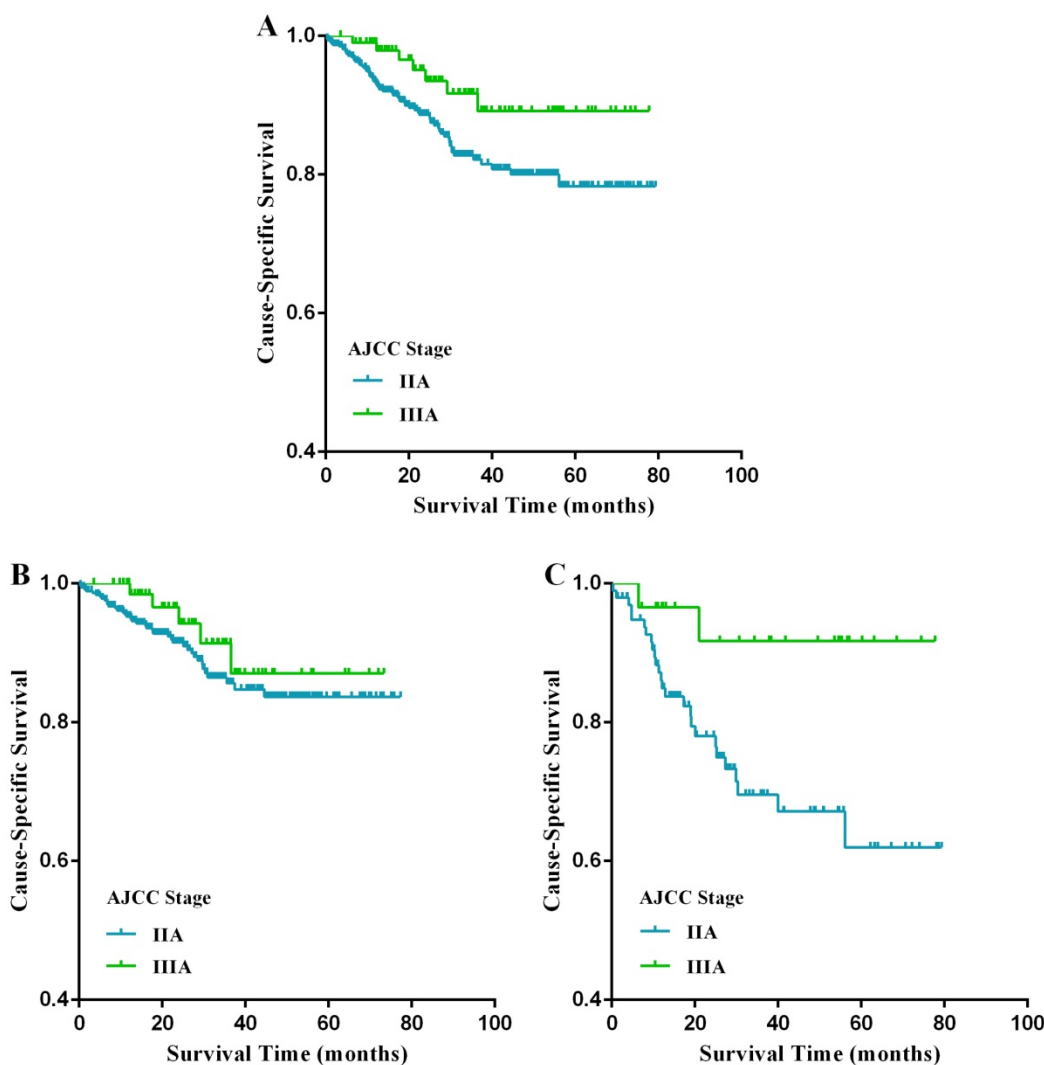 A
Cause-Specific Survival
1.0
0.8
0.6
0.4
AJCC Stage
IIA
IIIA
0 20 40 60 80 100
Survival Time (months)
B
Cause-Specific Survival
1.0
0.8
0.6
0.4
AJCC Stage
IIA
IIIA
0 20 40 60 80 100
Survival Time (months)
C
Cause-Specific Survival
1.0
0.8
0.6
0.4
AJCC Stage
IIA
IIIA
0 20 40 60 80 100
Survival Time (months)